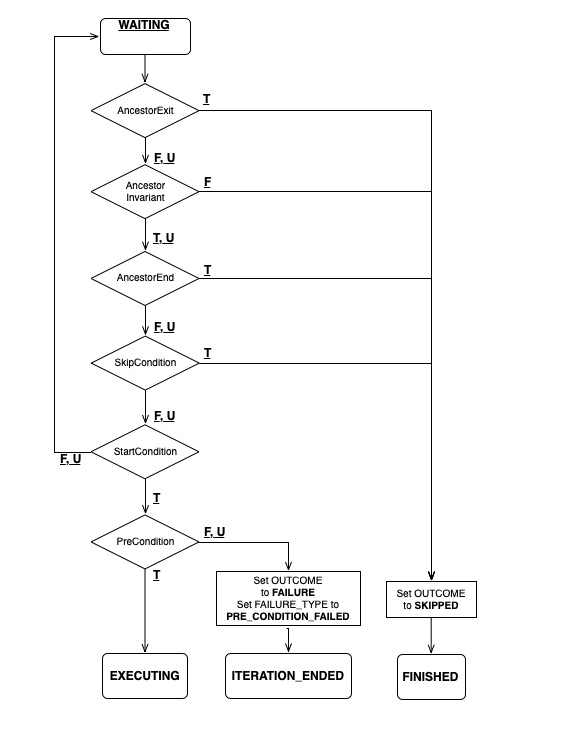 WAITING
AncestorExit
T
F, U
Ancestor
Invariant
F
T, U
AncestorEnd
T
F, U
SkipCondition
T
F, U
StartCondition
F, U
T
PreCondition
F, U
T
Set OUTCOME
to FAILURE
Set FAILURE_TYPE to
PRE_CONDITION_FAILED
Set OUTCOME
to SKIPPED
EXECUTING
ITERATION_ENDED
FINISHED